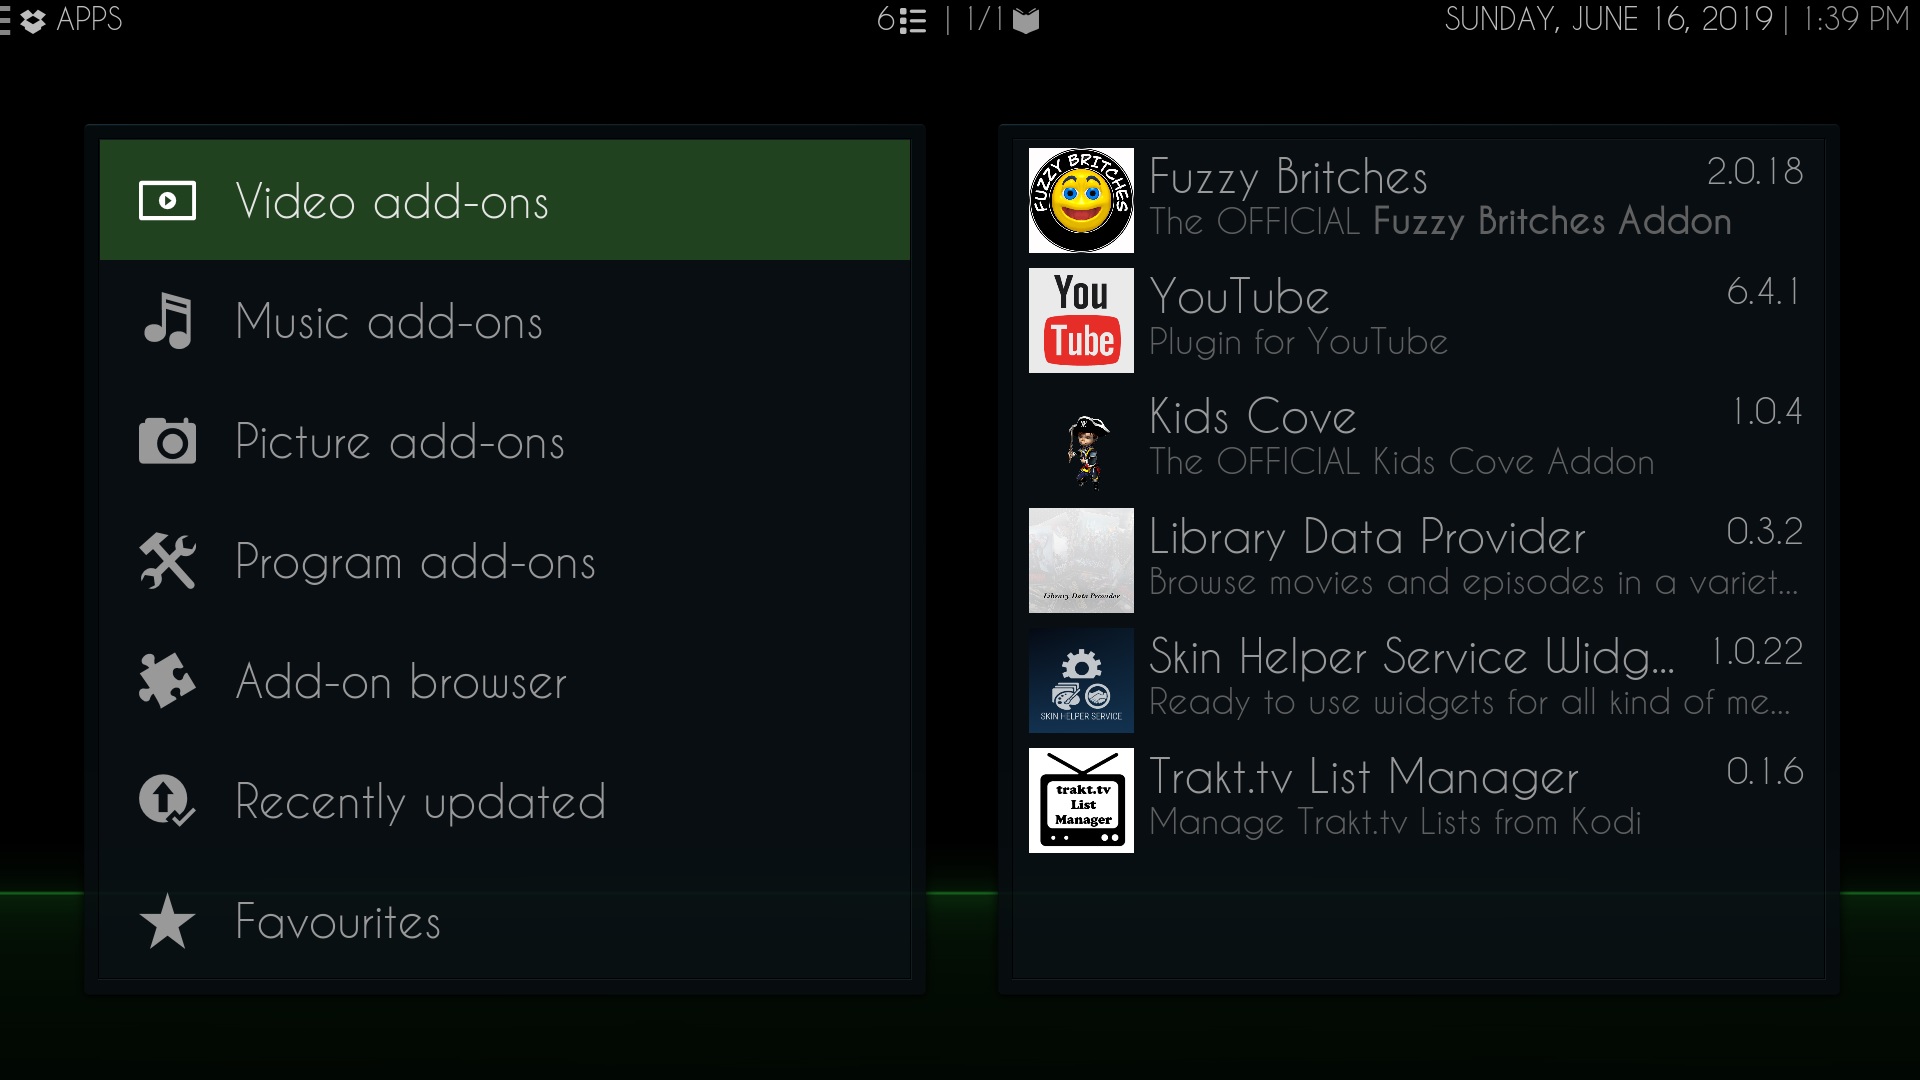 APPS
6 | 1/1
SUNDAY, JUNE 16, 2019 | 1:39 PM
Video add-ons
Music add-ons
Picture add-ons
Program add-ons
Add-on browser
Recently updated
Favourites
FUZZY BRITCHES
Fuzzy Britches 2.0.18
The OFFICIAL Fuzzy Britches Addon
You
Tube
YouTube 6.4.1
Plugin for YouTube
Kids Cove 1.0.4
The OFFICIAL Kids Cove Addon
Library Data Provider
Library Data Provider 0.3.2
Browse movies and episodes in a variet...
SKIN HELPER SERVICE
Skin Helper Service Widg... 1.0.22
Ready to use widgets for all kind of me...
trakt.tv
List
Manager
Trakt.tv List Manager 0.1.6
Manage Trakt.tv Lists from Kodi